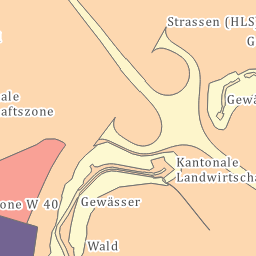 Strassen (HLS)
G
ale
aftszone
Gewä
Kantonale
Landwirtscha
one W 40
Gewässer
Wald